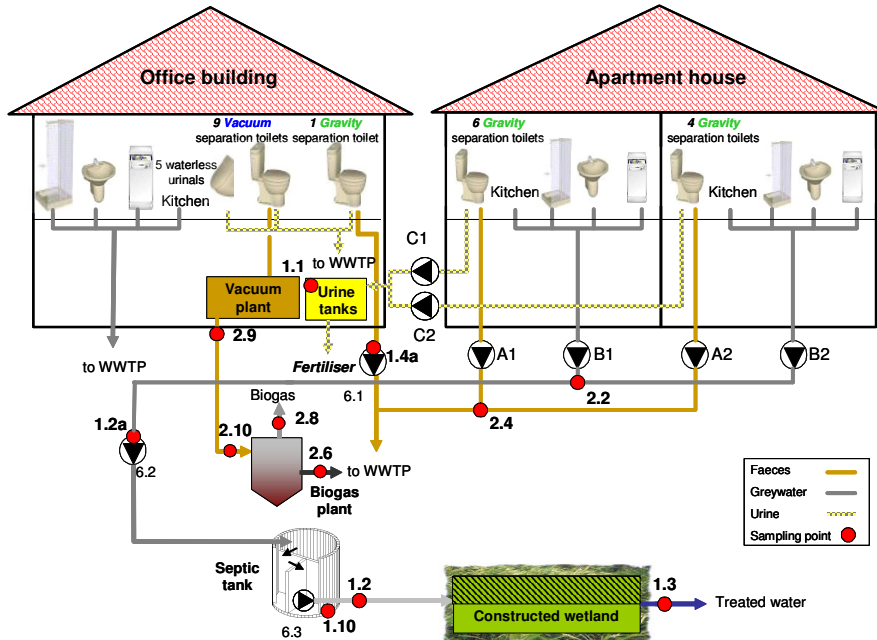 Office building
Apartment house
9 Vacuum
separation toilets
1 Gravity
separation toilet
6 Gravity
separation toilets
4 Gravity
separation toilets
5 waterless
urinals
Kitchen
Kitchen
Kitchen
to WWTP
C1
1.1
Vacuum
plant
Urine
tanks
C2
2.9
to WWTP
Fertiliser
1.4a
A1
B1
A2
B2
6.1
Biogas
2.2
1.2a
2.8
2.4
2.10
6.2
2.6
to WWTP
Biogas
plant
Faeces
Greywater
Urine
Sampling point
Septic
tank
1.2
1.3
Treated water
Constructed wetland
1.10
6.3